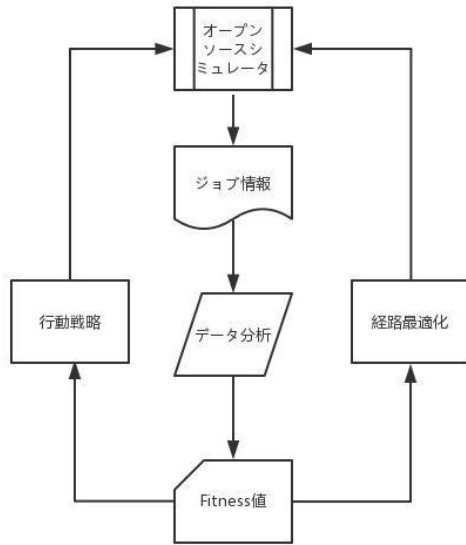 オープン
ソースシ
ミュレータ
ジョブ情報
行動戦略
データ分析
経路最適化
Fitness値